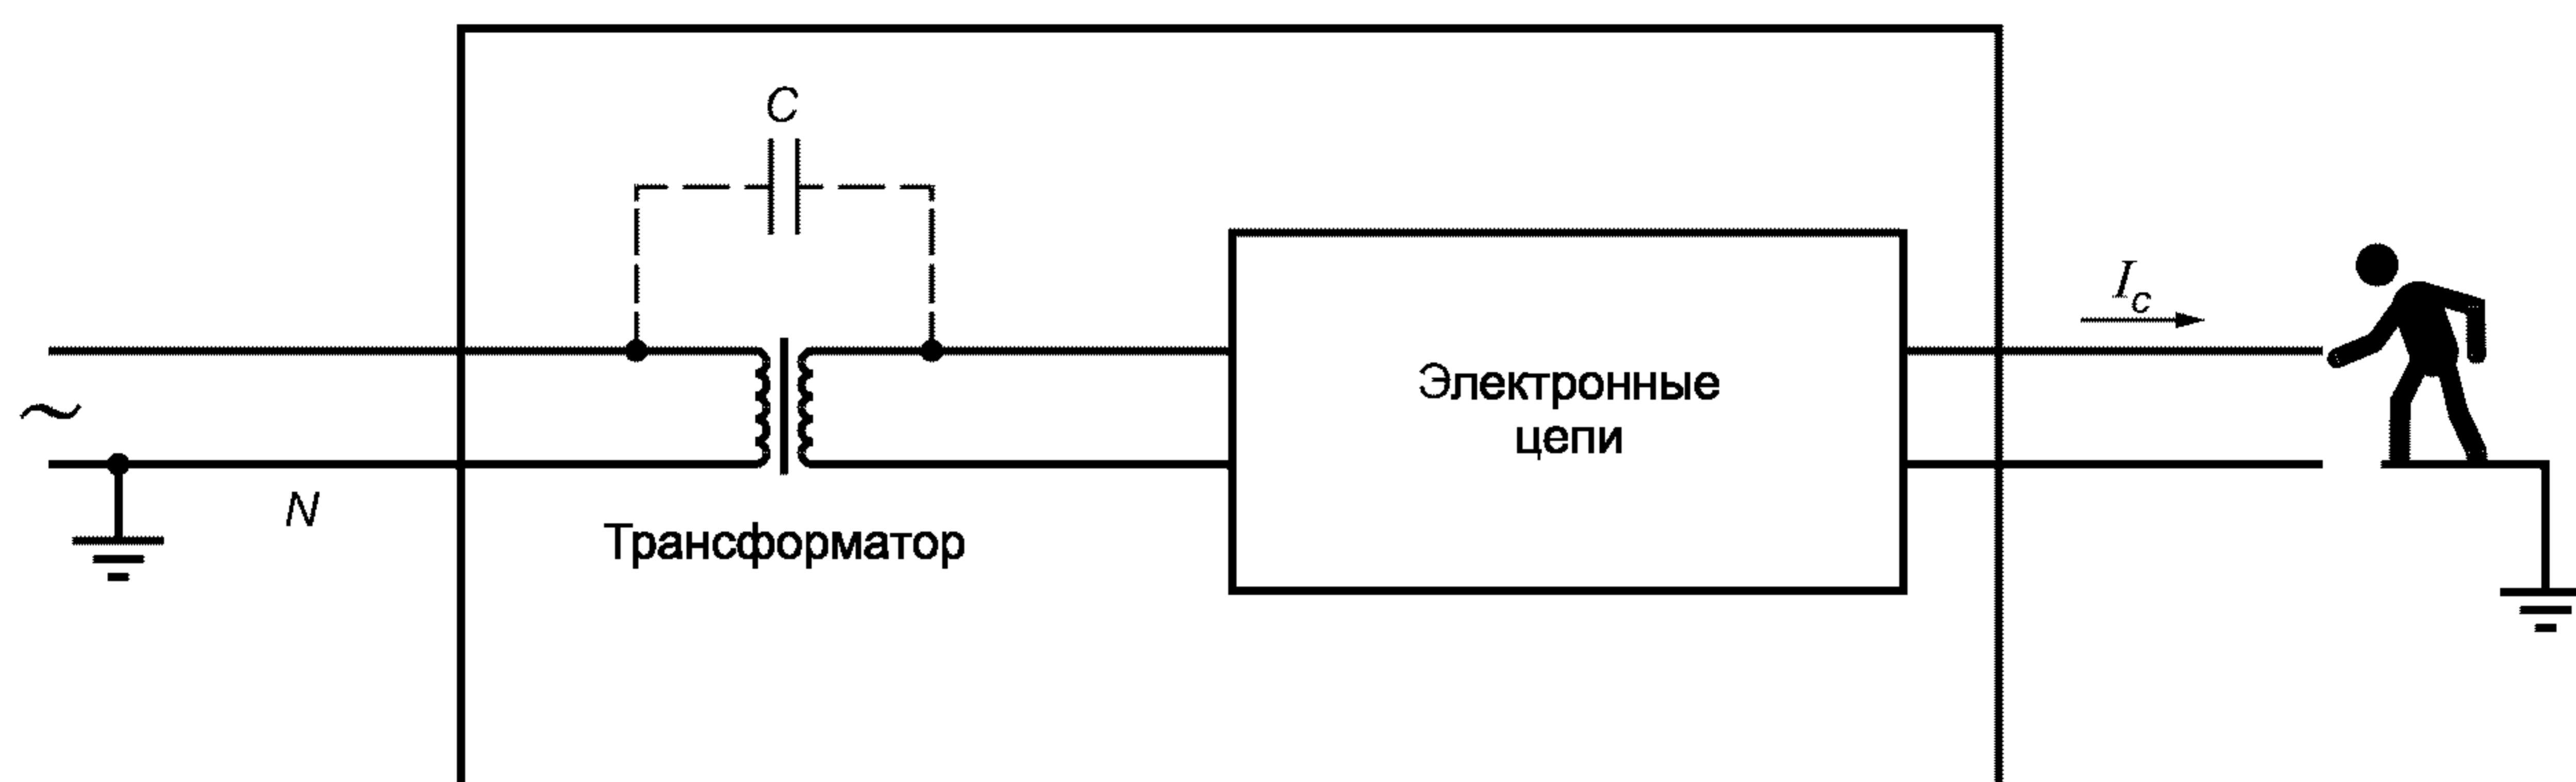 C
I_c
Электронные
цепи
~
N
Трансформатор